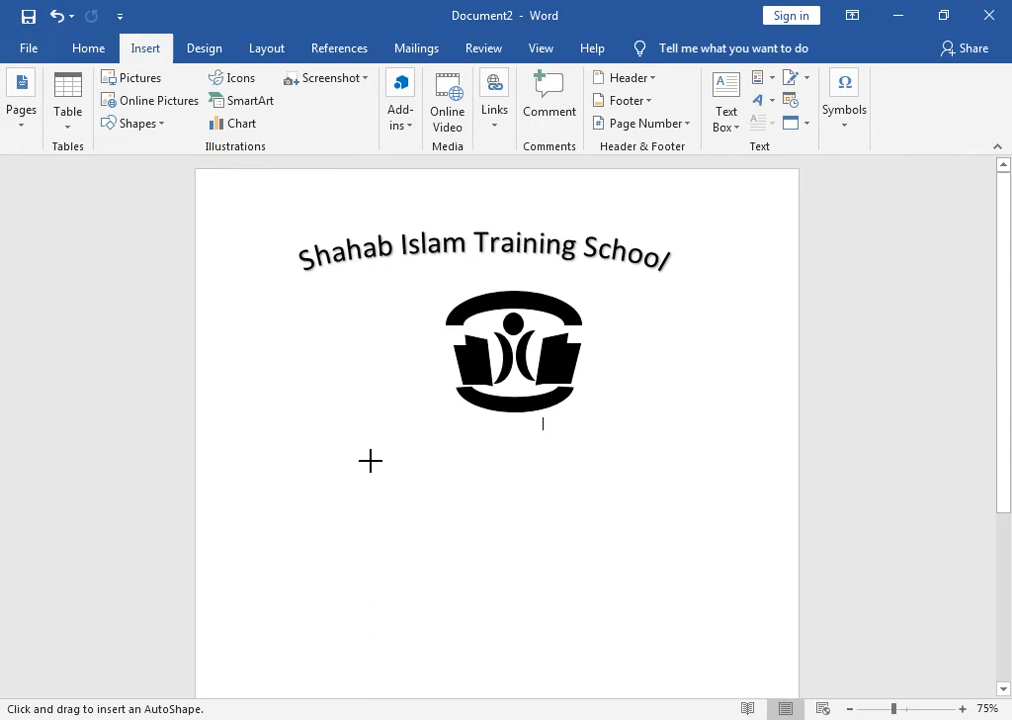 Document2 - Word
Sign in
File Home Insert Design Layout References Mailings Review View Help Tell me what you want to do Share
Pages
Table
Pictures
Online Pictures
Shapes
Icons
SmartArt
Chart
Screenshot
Add-ins
Online Video
Links
Comment
Header
Footer
Page Number
Text Box
Symbols
Tables Illustrations Media Comments Header & Footer Text
Shahab Islam Training School
Click and drag to insert an AutoShape.
75%